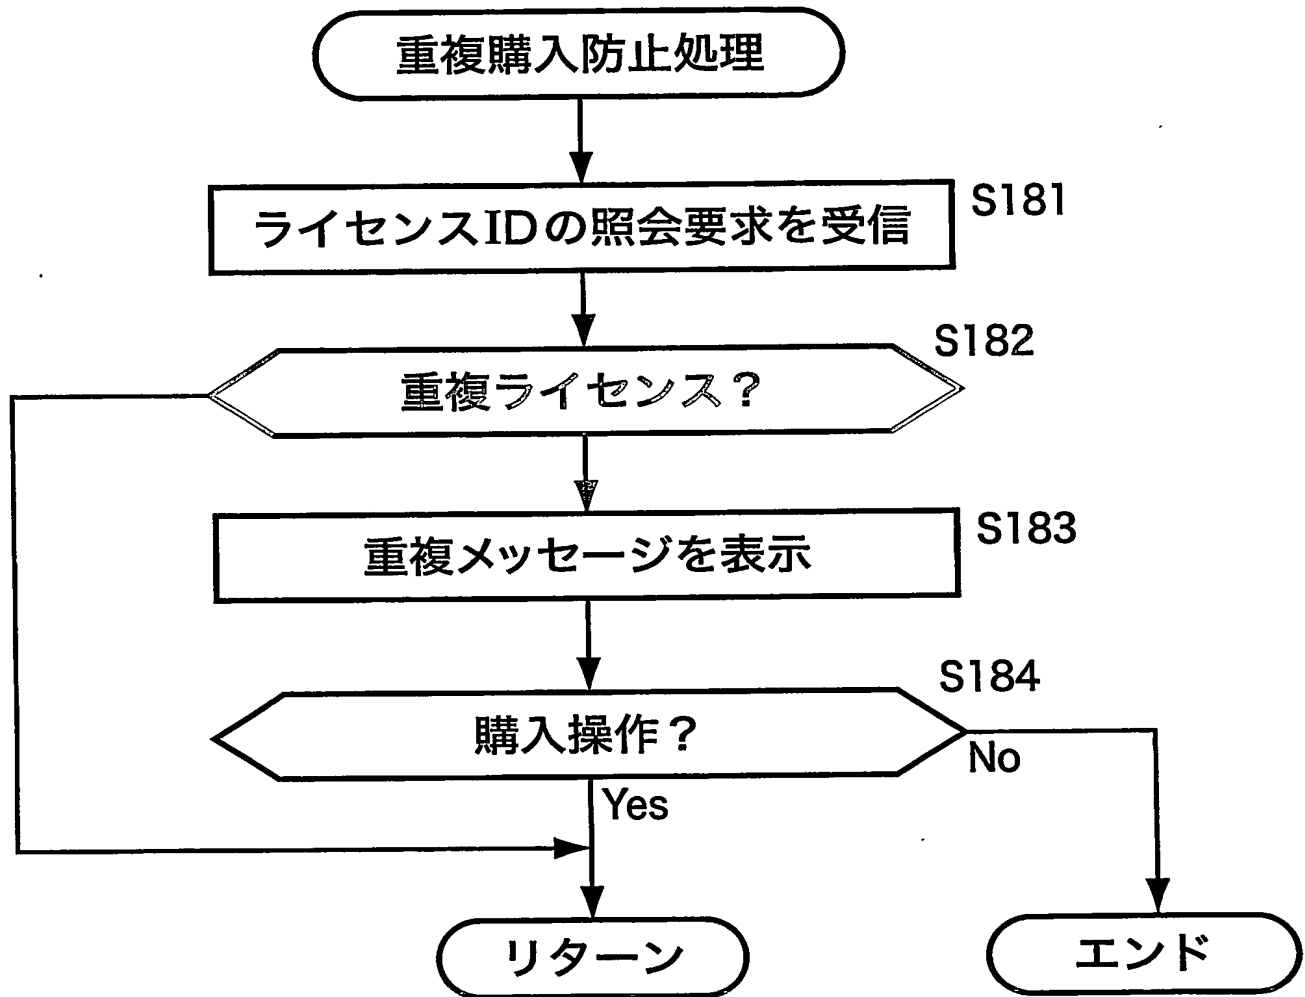 重複購入防止処理
S181
ライセンスIDの照会要求を受信
S182
重複ライセンス？
S183
重複メッセージを表示
S184
購入操作？
No
Yes
リターン
エンド